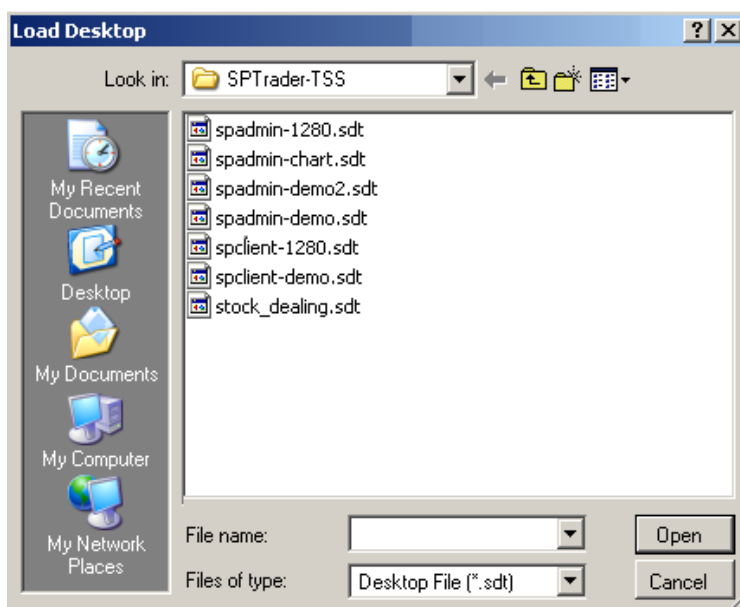 Load Desktop
Look in:
SPTrader-TSS
My Recent
Documents
Desktop
My Documents
My Computer
My Network
Places
spadmin-1280.sdt
spadmin-chart.sdt
spadmin-demo2.sdt
spadmin-demo.sdt
spclient-1280.sdt
spclient-demo.sdt
stock_dealing.sdt
File name:
Open
Files of type:
Desktop File (*.sdt)
Cancel